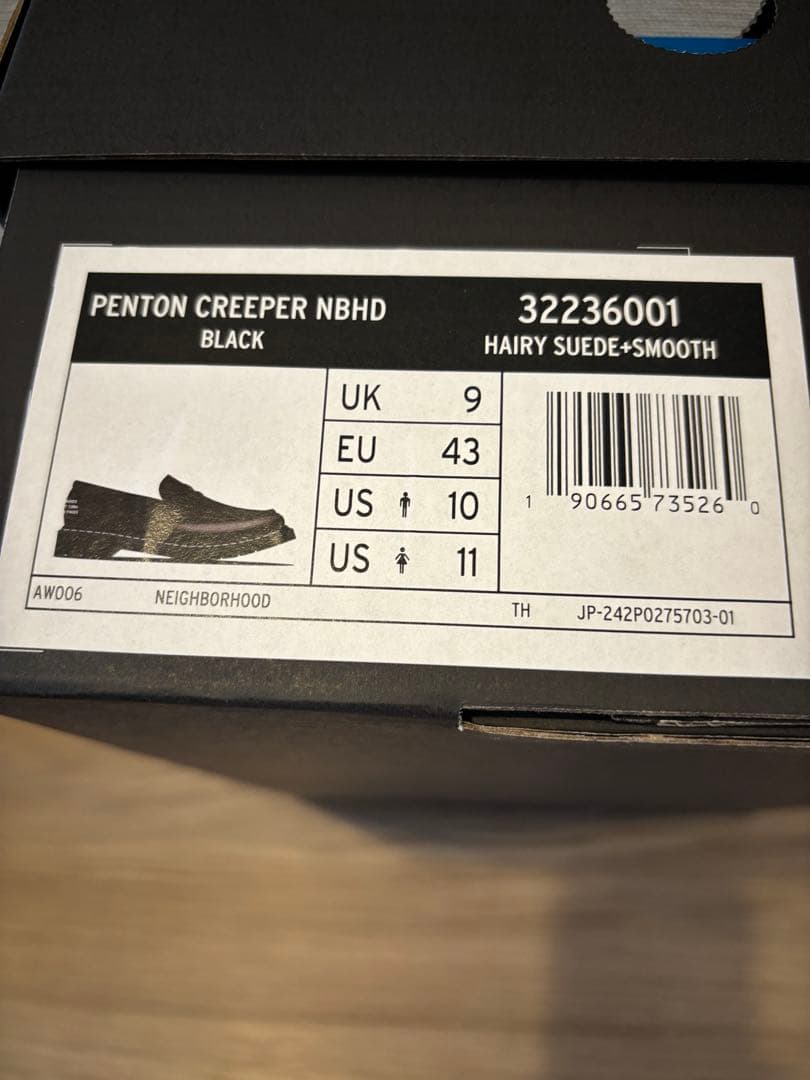 PENTON CREEPER NBHD
BLACK
32236001
HAIRY SUEDE+SMOOTH
UK 9
EU 43
US 10
US 11
1 90665 73526 0
AW006 NEIGHBORHOOD TH JP-242P0275703-01